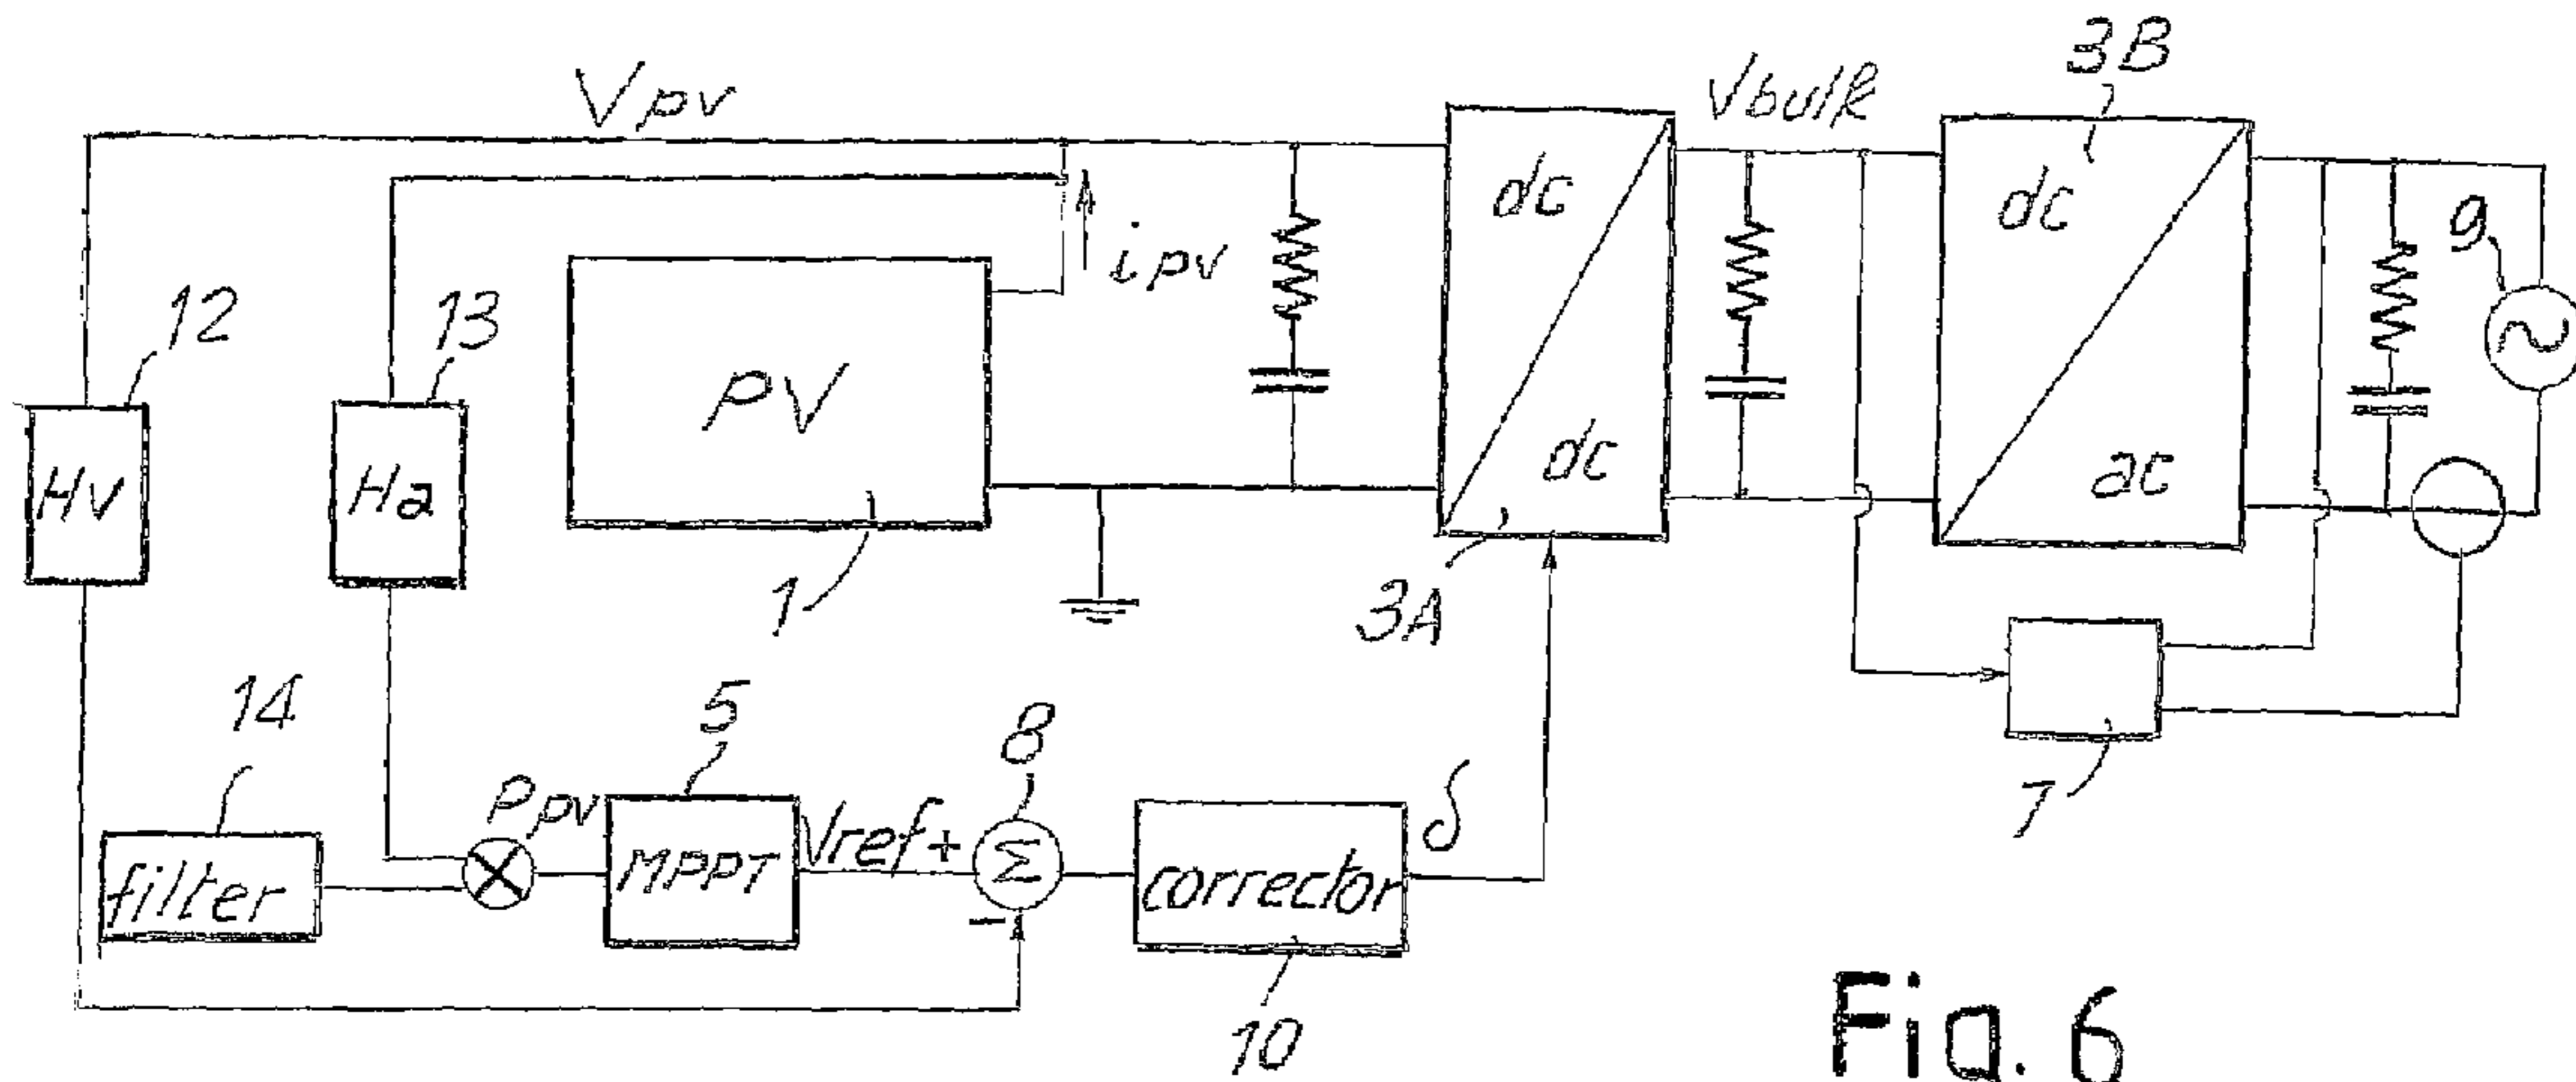 3B
Vpv
Vbulk
dc
dc
9
ipv
12
13
PV
Hv
Ha
dc
ac
1
3A
14
5
8
Ppv
Vref
+
δ
7
filter
MPPT
Σ
corrector
-
10
Fig. 6